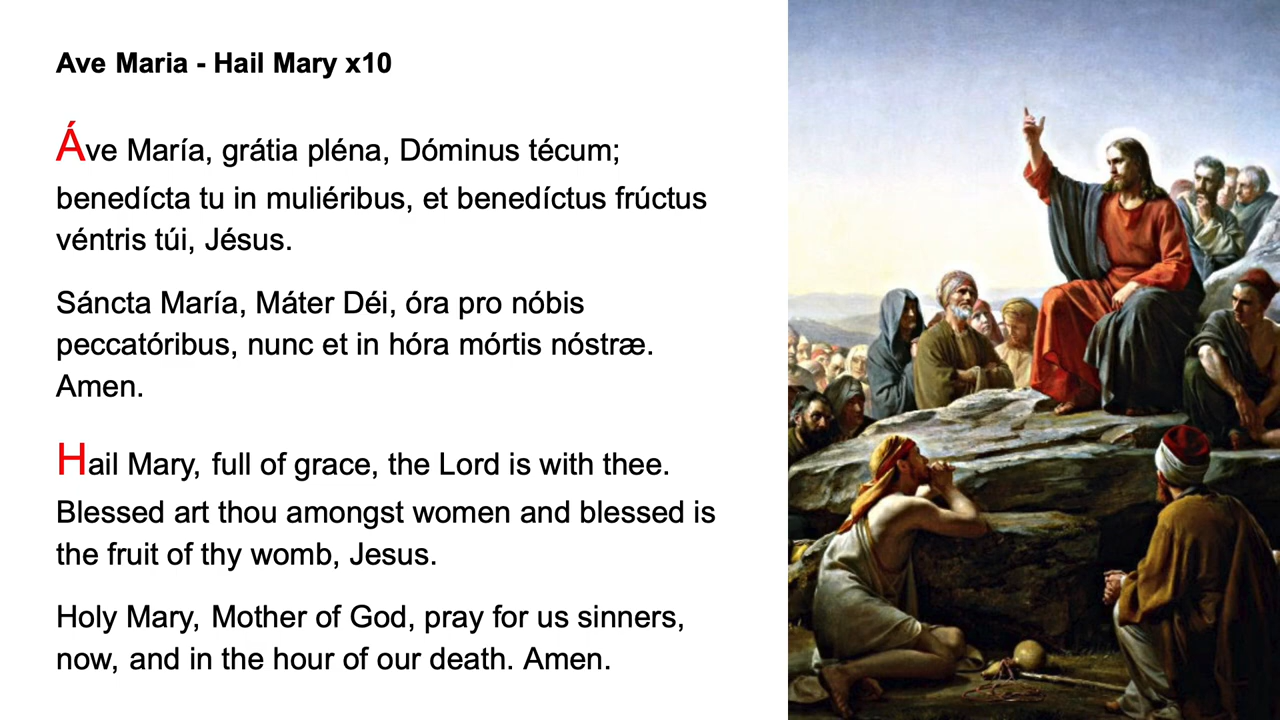 Ave Maria - Hail Mary x10
Áve María, grátia pléna, Dóminus técum;
benedícta tu in muliéribus, et benedíctus frúctus
véntris túi, Jésus.
Sáncta María, Máter Déi, óra pro nóbis
peccatóribus, nunc et in hóra mórtis nóstræ.
Amen.
Hail Mary, full of grace, the Lord is with thee.
Blessed art thou amongst women and blessed is
the fruit of thy womb, Jesus.
Holy Mary, Mother of God, pray for us sinners,
now, and in the hour of our death. Amen.